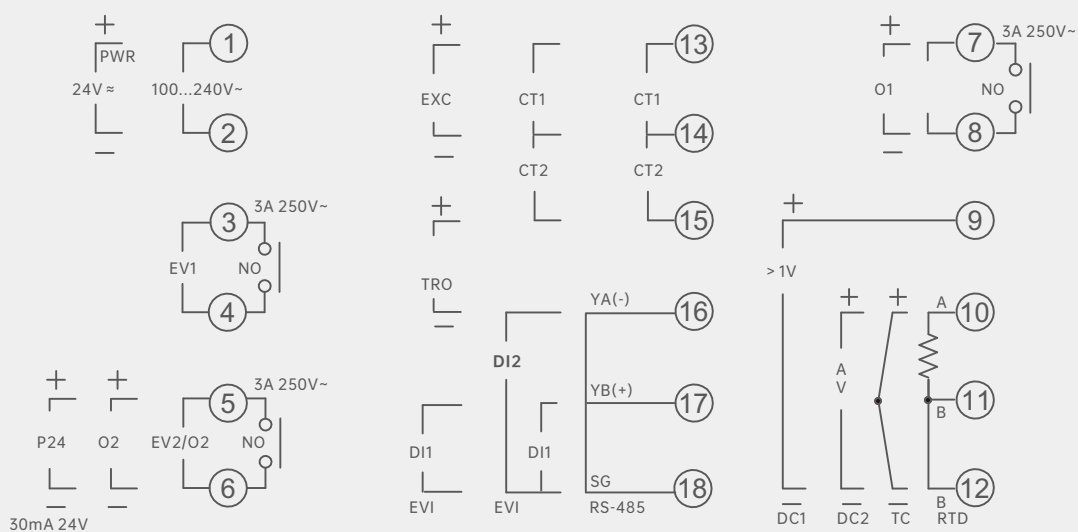 + PWR 24V ≈ −
100...240V~ 1 2
3A 250V~
3
EV1 NO
4
3A 250V~
+ P24 −
30mA 24V
+ O2 −
5
EV2/O2 NO
6
+ EXC −
CT1
CT2
CT1
CT2
13
14
15
+ TRO −
YA(-) 16
DI2
YB(+) 17
DI1
EVI
DI1
EVI
SG 18
RS-485
3A 250V~
7
+ O1 − NO
8
+ 9
> 1V
−
DC1
+
A
V
−
DC2
+
−
TC
A 10
B 11
B 12
RTD